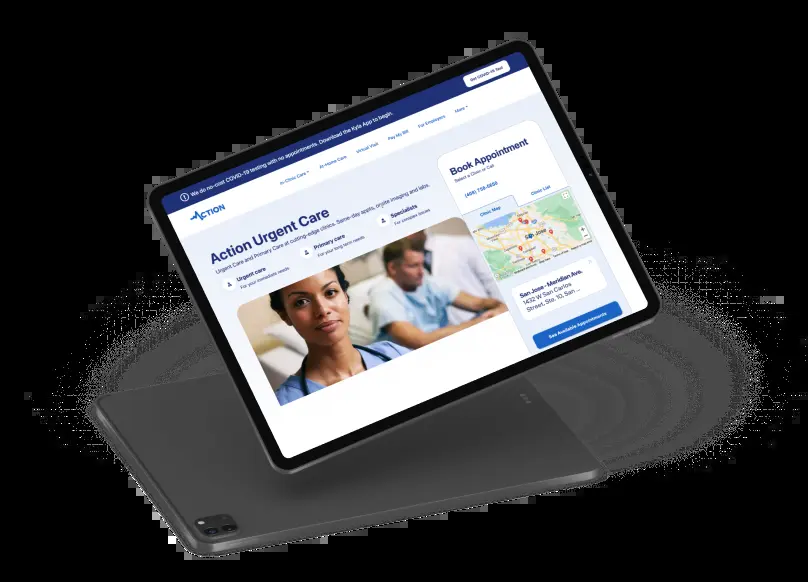 We do no-cost COVID-19 testing with no appointments. Download the Kyla App to begin.
Get COVID-19 Test
ACTION
In-Clinic Care
At-Home Care
Virtual Visit
Pay My Bill
For Employers
More
Action Urgent Care
Urgent Care and Primary Care at cutting-edge clinics. Same-day appts, onsite imaging and labs.
Urgent care
For your immediate needs
Primary care
For your long term needs
Specialists
For complex issues
Book Appointment
Select a Clinic or Call
Clinic Map
Clinic List
San Jose
San Jose - Meridian Ave.
1432 W San Carlos
Street, Ste. 10, San ...
See Available Appointments